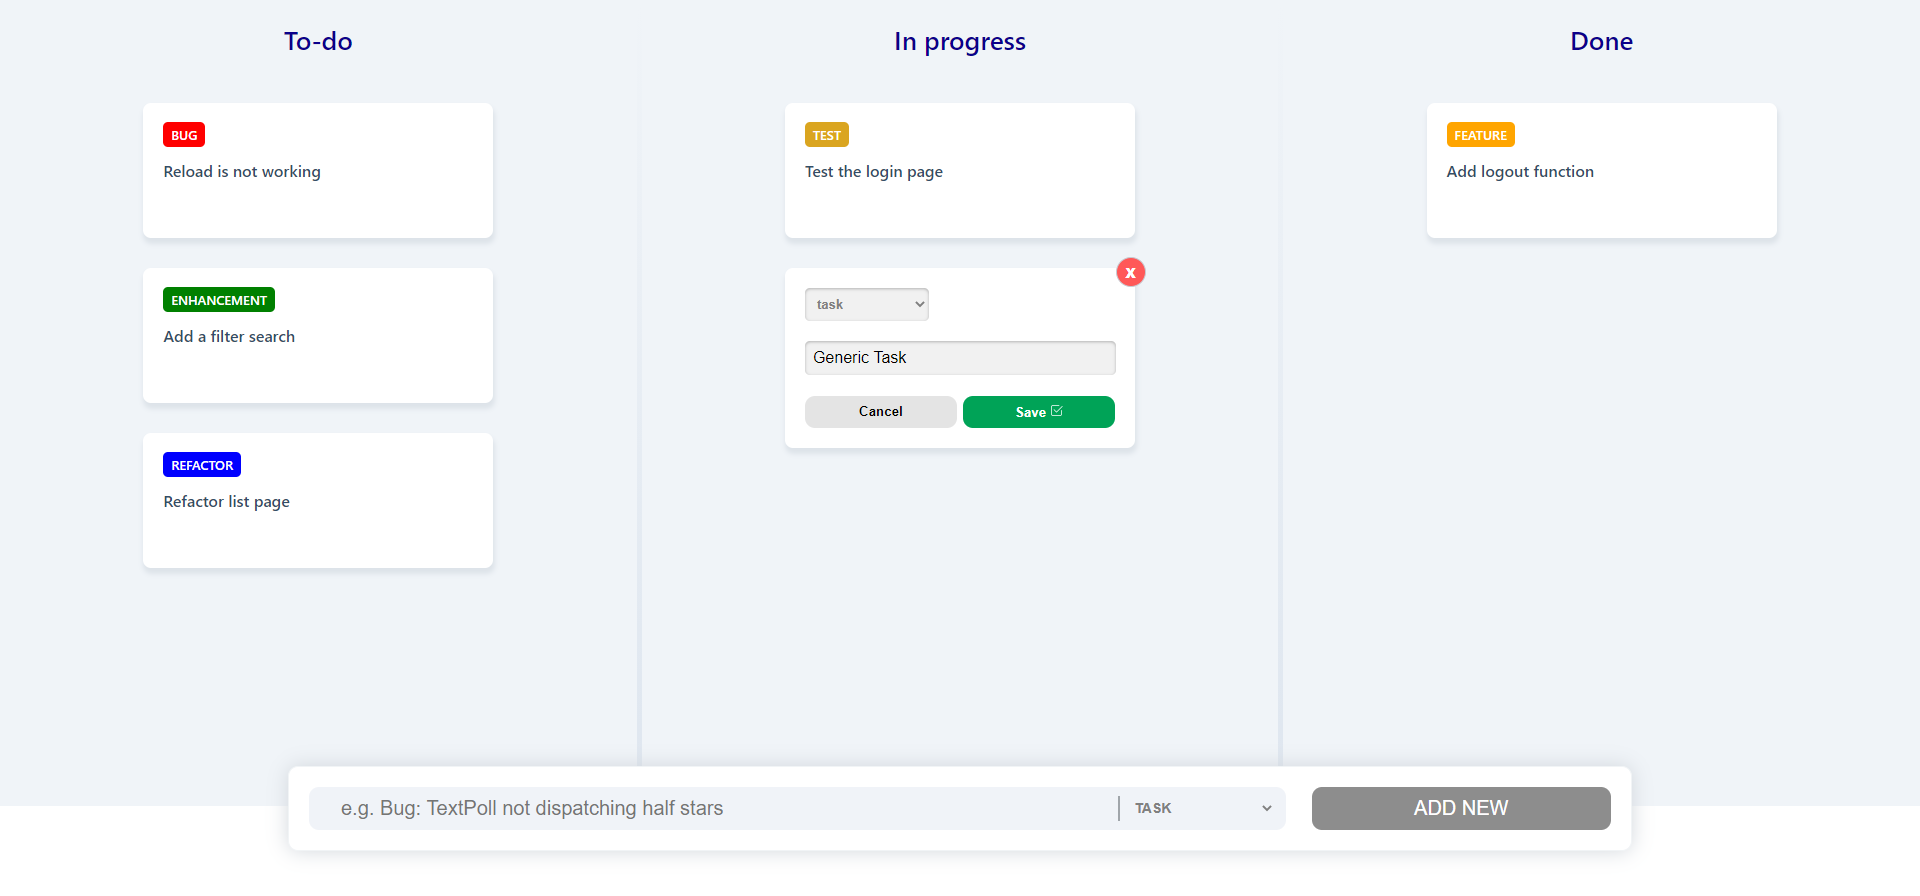 To-do
BUG
Reload is not working
ENHANCEMENT
Add a filter search
REFACTOR
Refactor list page
In progress
TEST
Test the login page
x
task
Generic Task
Cancel Save
Done
FEATURE
Add logout function
e.g. Bug: TextPoll not dispatching half stars TASK ADD NEW